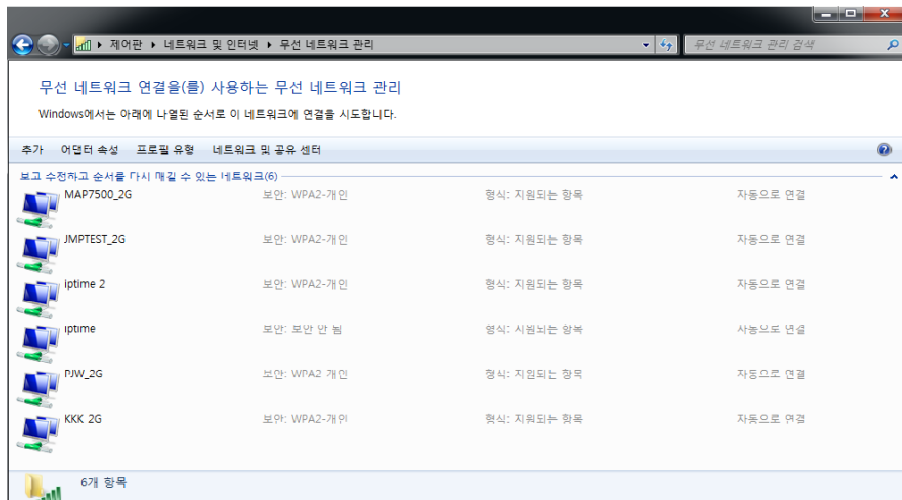 제어판 ▸ 네트워크 및 인터넷 ▸ 무선 네트워크 관리 무선 네트워크 관리 검색
무선 네트워크 연결을(를) 사용하는 무선 네트워크 관리
Windows에서는 아래에 나열된 순서로 이 네트워크에 연결을 시도합니다.
추가 어댑터 속성 프로필 유형 네트워크 및 공유 센터
보고 수정하고 순서를 다시 매길 수 있는 네트워크(6)
MAP7500_2G 보안: WPA2-개인 형식: 지원되는 항목 자동으로 연결
JMPTEST_2G 보안: WPA2-개인 형식: 지원되는 항목 자동으로 연결
iptime 2 보안: WPA2-개인 형식: 지원되는 항목 자동으로 연결
iptime 보안: 보안 안 됨 형식: 지원되는 항목 자동으로 연결
PJW_2G 보안: WPA2-개인 형식: 지원되는 항목 자동으로 연결
KKK_2G 보안: WPA2-개인 형식: 지원되는 항목 자동으로 연결
6개 항목